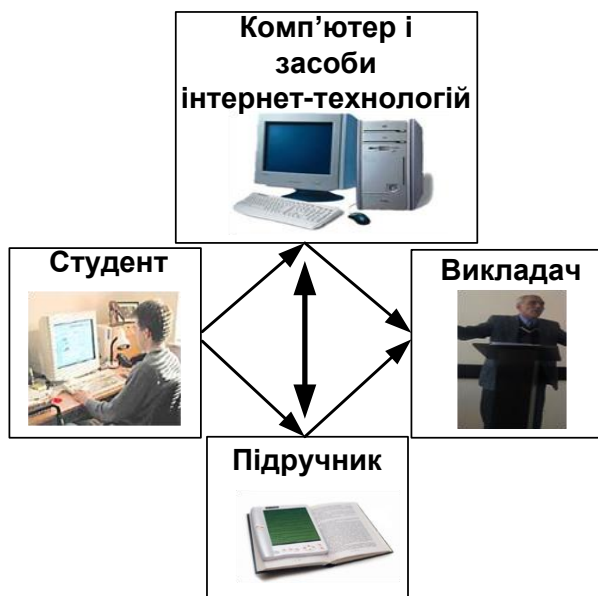 Комп’ютер і
засоби
інтернет-технологій
Студент
Викладач
Підручник